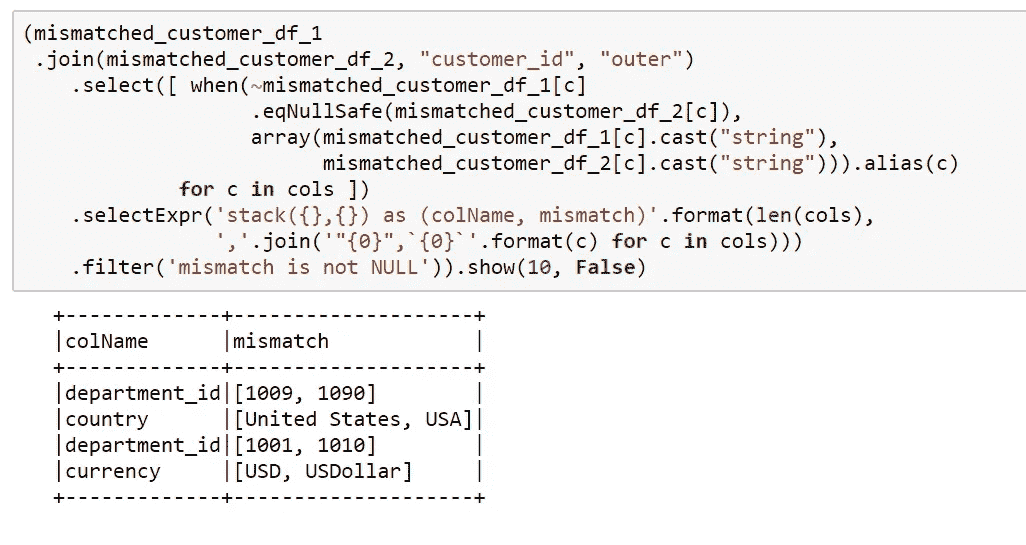 (mismatched_customer_df_1
 .join(mismatched_customer_df_2, "customer_id", "outer")
    .select([ when(~mismatched_customer_df_1[c]
                   .eqNullSafe(mismatched_customer_df_2[c]),
                   array(mismatched_customer_df_1[c].cast("string"),
                         mismatched_customer_df_2[c].cast("string"))).alias(c)
             for c in cols ])
    .selectExpr('stack({},{}) as (colName, mismatch)'.format(len(cols),
                ','.join('"{0}",`{0}`'.format(c) for c in cols)))
    .filter('mismatch is not NULL')).show(10, False)
+-------------+--------------------+
|colName      |mismatch            |
+-------------+--------------------+
|department_id|[1009, 1090]        |
|country      |[United States, USA]|
|department_id|[1001, 1010]        |
|currency     |[USD, USDollar]     |
+-------------+--------------------+